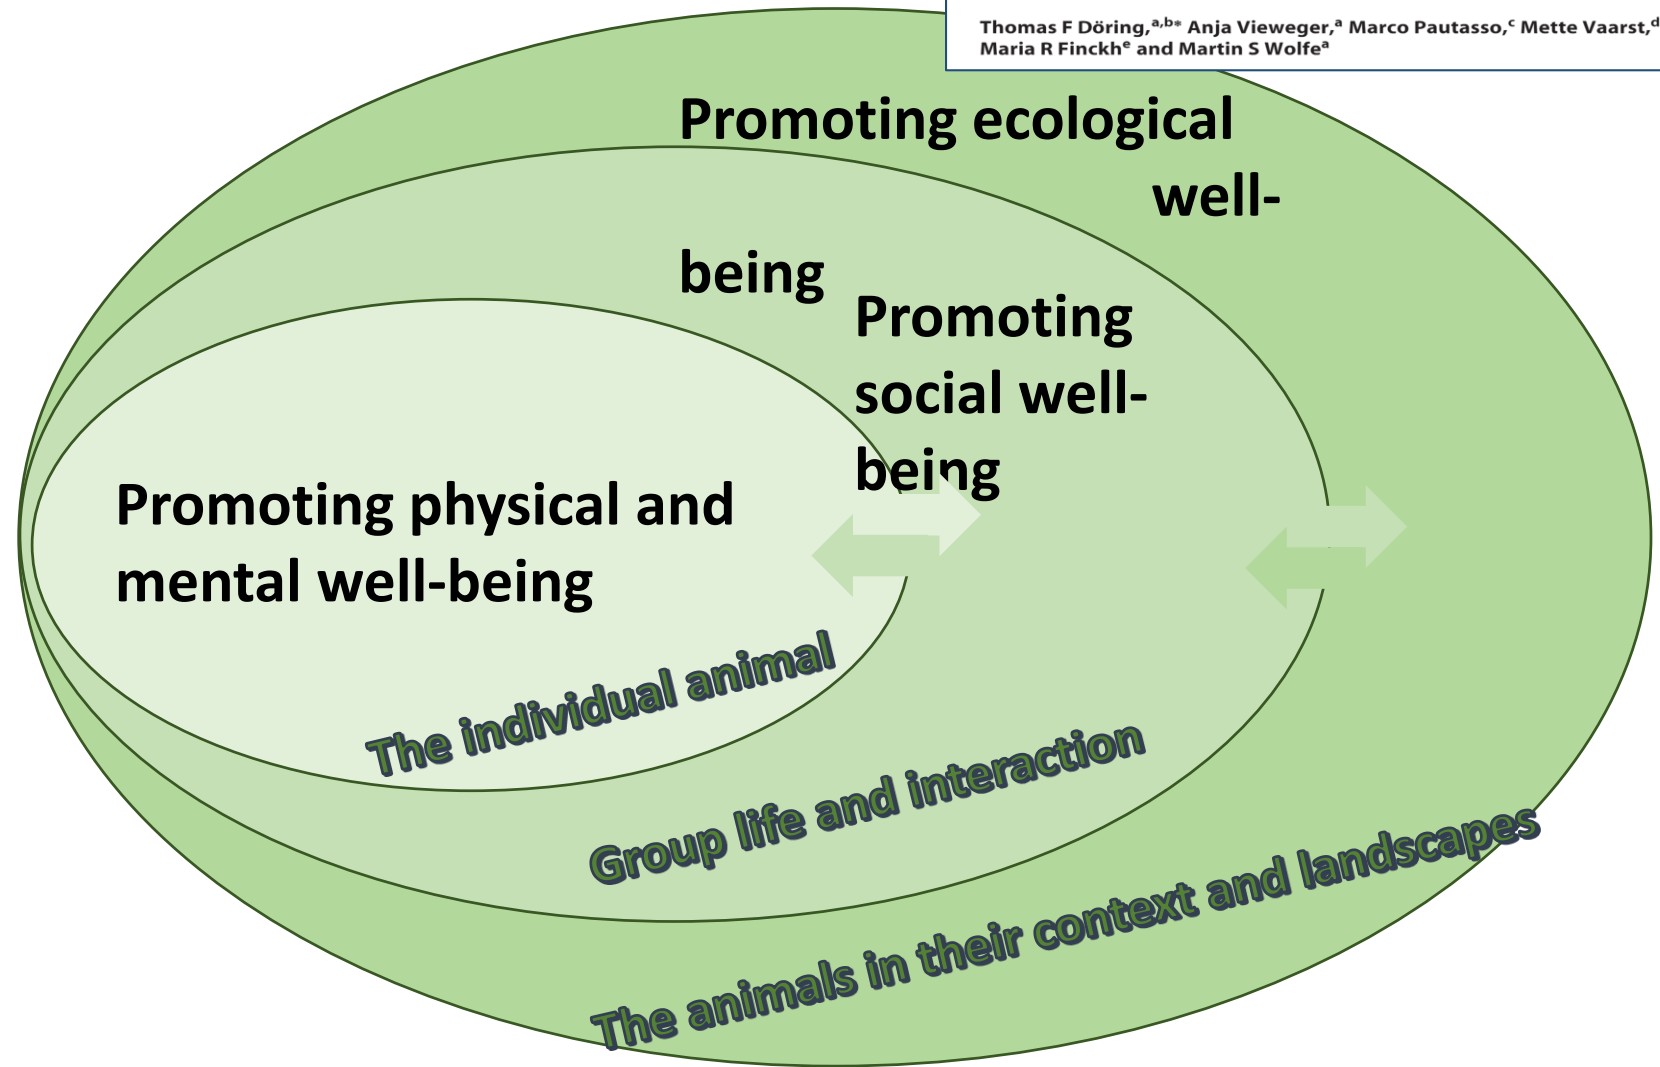 Thomas F Döring,a,b* Anja Vieweger,a Marco Pautasso,c Mette Vaarst,d
Maria R Finckhe and Martin S Wolfea
Promoting ecological
well-
being
Promoting
social well-
being
Promoting physical and
mental well-being
The individual animal
Group life and interaction
The animals in their context and landscapes